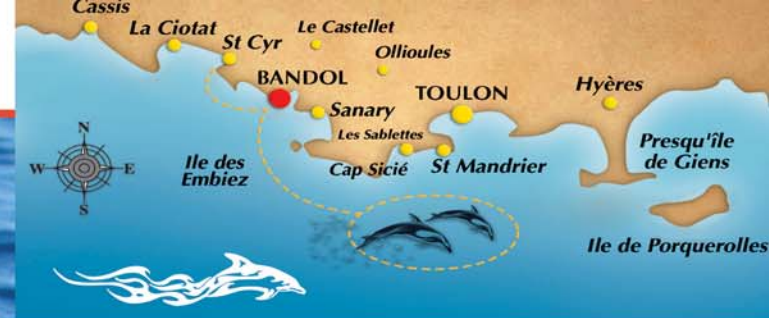 Cassis
La Ciotat
St Cyr
Le Castellet
Ollioules
BANDOL
Sanary
TOULON
Hyères
Les Sablettes
Cap Sicié
St Mandrier
Ile des
Embiez
Presqu'île
de Giens
Ile de Porquerolles
N
W
E
S